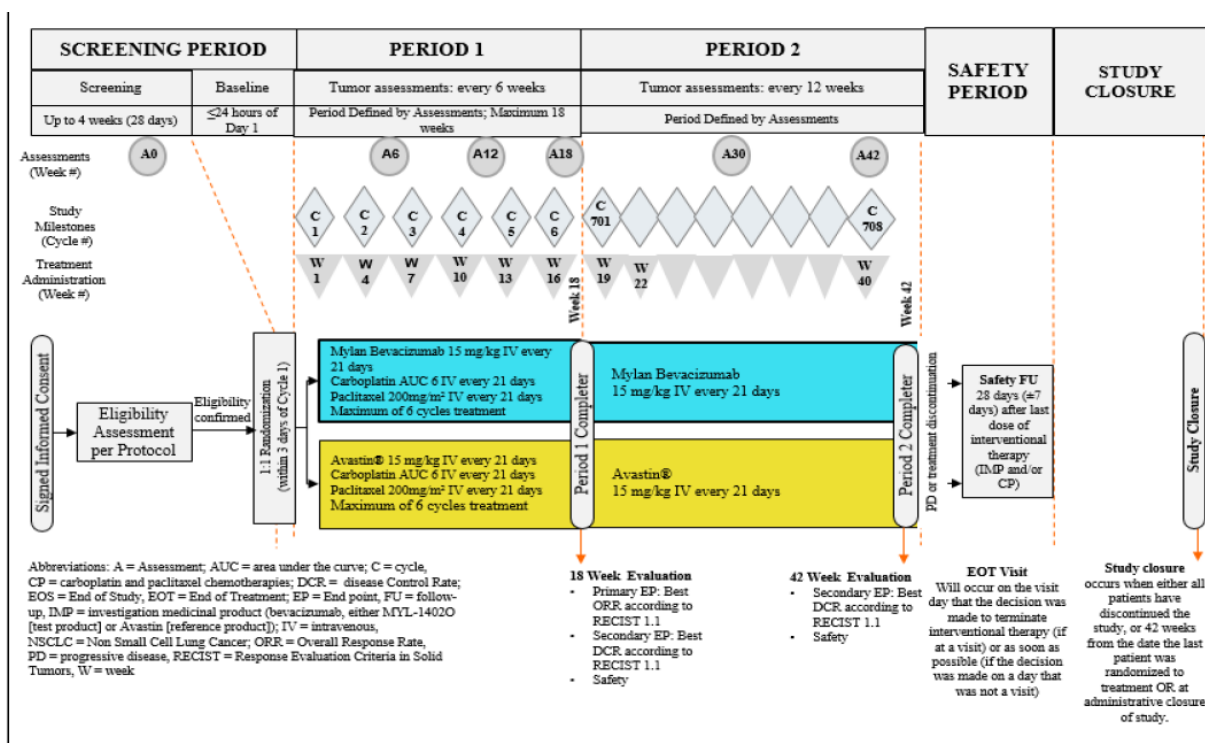 SCREENING PERIOD
PERIOD 1
PERIOD 2
SAFETY
PERIOD
STUDY
CLOSURE
Screening
Baseline
Tumor assessments: every 6 weeks
Tumor assessments: every 12 weeks
Up to 4 weeks (28 days)
≤24 hours of
Day 1
Period Defined by Assessments; Maximum 18
weeks
Period Defined by Assessments
Assessments
(Week #)
A0
A6
A12
A18
A30
A42
Study
Milestones
(Cycle #)
C
1
C
2
C
3
C
4
C
5
C
6
C
701
C
708
Treatment
Administration
(Week #)
W
1
W
4
W
7
W
10
W
13
W
16
W
19
W
22
W
40
Week 18
Week 42
Signed Informed Consent
Eligibility
Assessment
per Protocol
Eligibility
confirmed
1:1 Randomization
(within 3 days of Cycle 1)
Mylan Bevacizumab 15 mg/kg IV every
21 days
Carboplatin AUC 6 IV every 21 days
Paclitaxel 200mg/m² IV every 21 days
Maximum of 6 cycles treatment
Avastin® 15 mg/kg IV every 21 days
Carboplatin AUC 6 IV every 21 days
Paclitaxel 200mg/m² IV every 21 days
Maximum of 6 cycles treatment
Period 1 Completer
Mylan Bevacizumab
15 mg/kg IV every 21 days
Avastin®
15 mg/kg IV every 21 days
Period 2 Completer
PD or treatment discontinuation
Safety FU
28 days (±7
days) after last
dose of
interventional
therapy
(IMP and/or
CP)
Study Closure
Abbreviations: A = Assessment; AUC = area under the curve; C = cycle,
CP = carboplatin and paclitaxel chemotherapies; DCR = disease Control Rate;
EOS = End of Study, EOT = End of Treatment; EP = End point, FU = follow-
up, IMP = investigation medicinal product (bevacizumab, either MYL-1402O
[test product] or Avastin [reference product]); IV = intravenous,
NSCLC = Non Small Cell Lung Cancer; ORR = Overall Response Rate,
PD = progressive disease, RECIST = Response Evaluation Criteria in Solid
Tumors, W = week
18 Week Evaluation
• Primary EP: Best
ORR according to
RECIST 1.1
• Secondary EP: Best
DCR according to
RECIST 1.1
• Safety
42 Week Evaluation
• Secondary EP: Best
DCR according to
RECIST 1.1
• Safety
EOT Visit
Will occur on the visit
day that the decision was
made to terminate
interventional therapy (if
at a visit) or as soon as
possible (if the decision
was made on a day that
was not a visit)
Study closure
occurs when either all
patients have
discontinued the
study, or 42 weeks
from the date the last
patient was
randomized to
treatment OR at
administrative closure
of study.